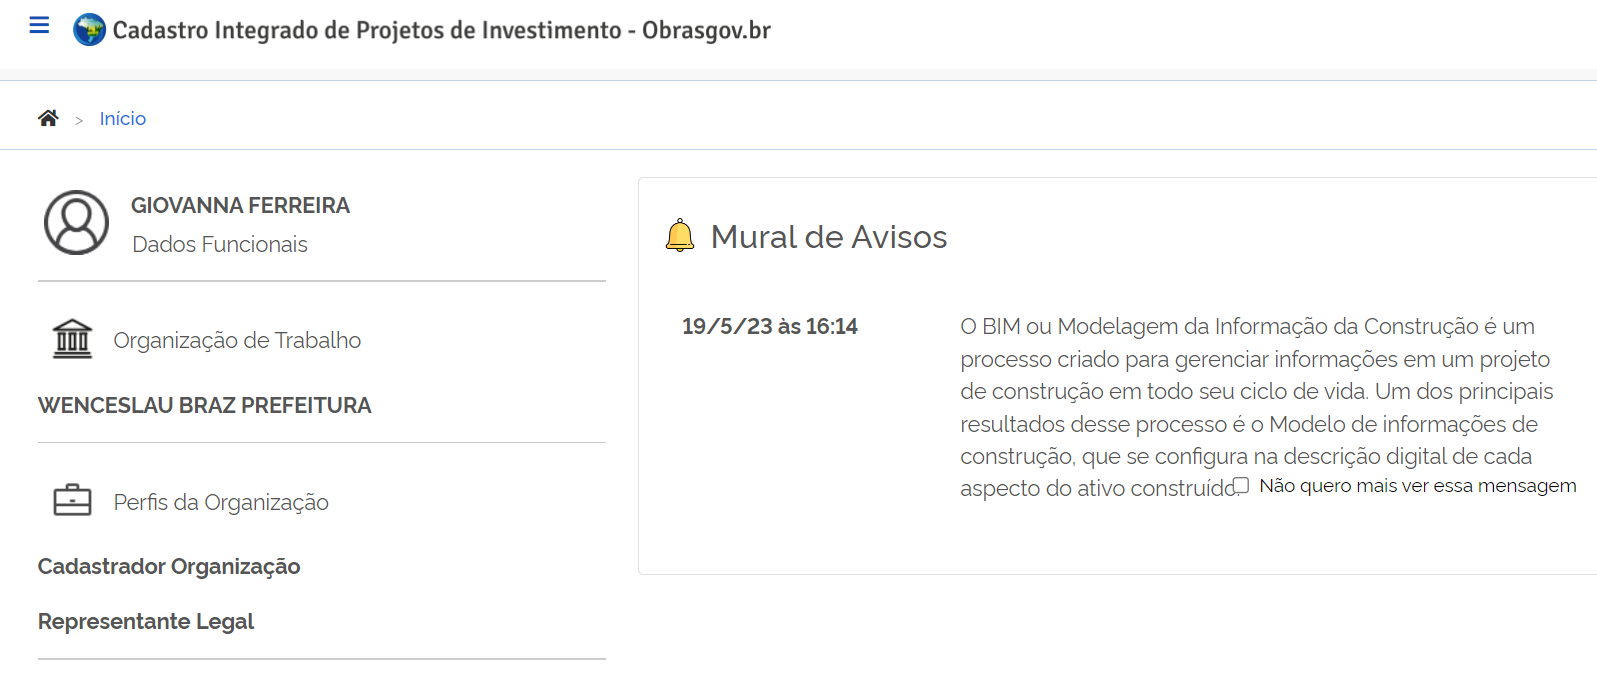 Cadastro Integrado de Projetos de Investimento - Obrasgov.br
> Início
GIOVANNA FERREIRA
Dados Funcionais
Organização de Trabalho
WENCESLAU BRAZ PREFEITURA
Perfis da Organização
Cadastrador Organização
Representante Legal
Mural de Avisos
19/5/23 às 16:14
O BIM ou Modelagem da Informação da Construção é um
processo criado para gerenciar informações em um projeto
de construção em todo seu ciclo de vida. Um dos principais
resultados desse processo é o Modelo de informações de
construção, que se configura na descrição digital de cada
aspecto do ativo construído.
Não quero mais ver essa mensagem